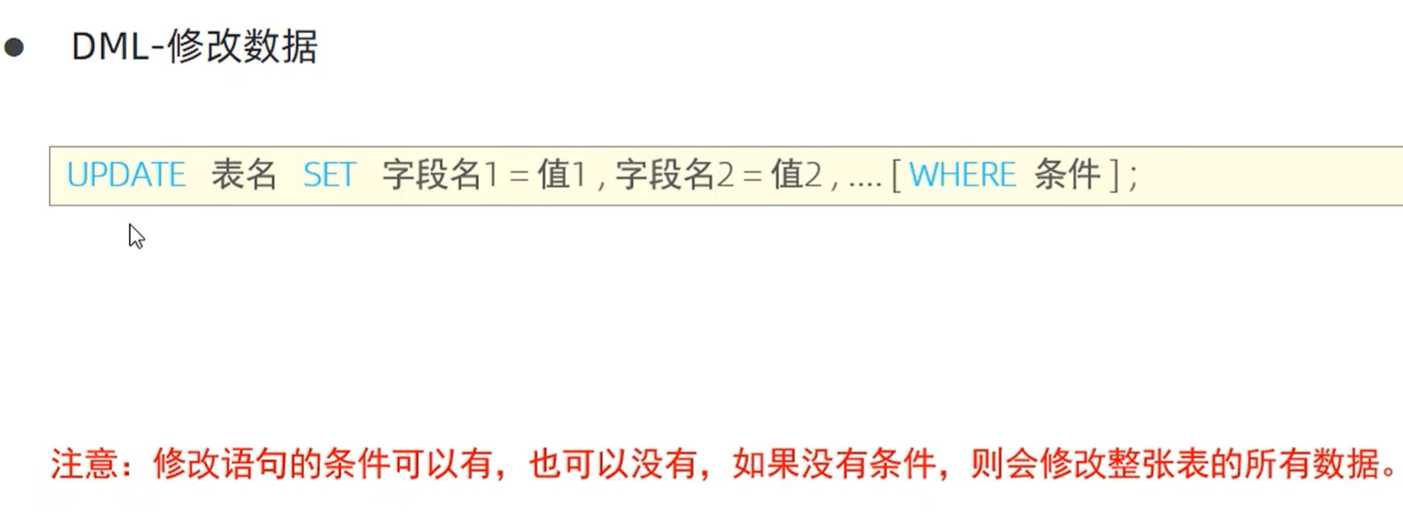 DML-修改数据
UPDATE 表名 SET 字段名1 = 值1 , 字段名2 = 值2 , .... [ WHERE 条件 ] ;
注意：修改语句的条件可以有，也可以没有，如果没有条件，则会修改整张表的所有数据。